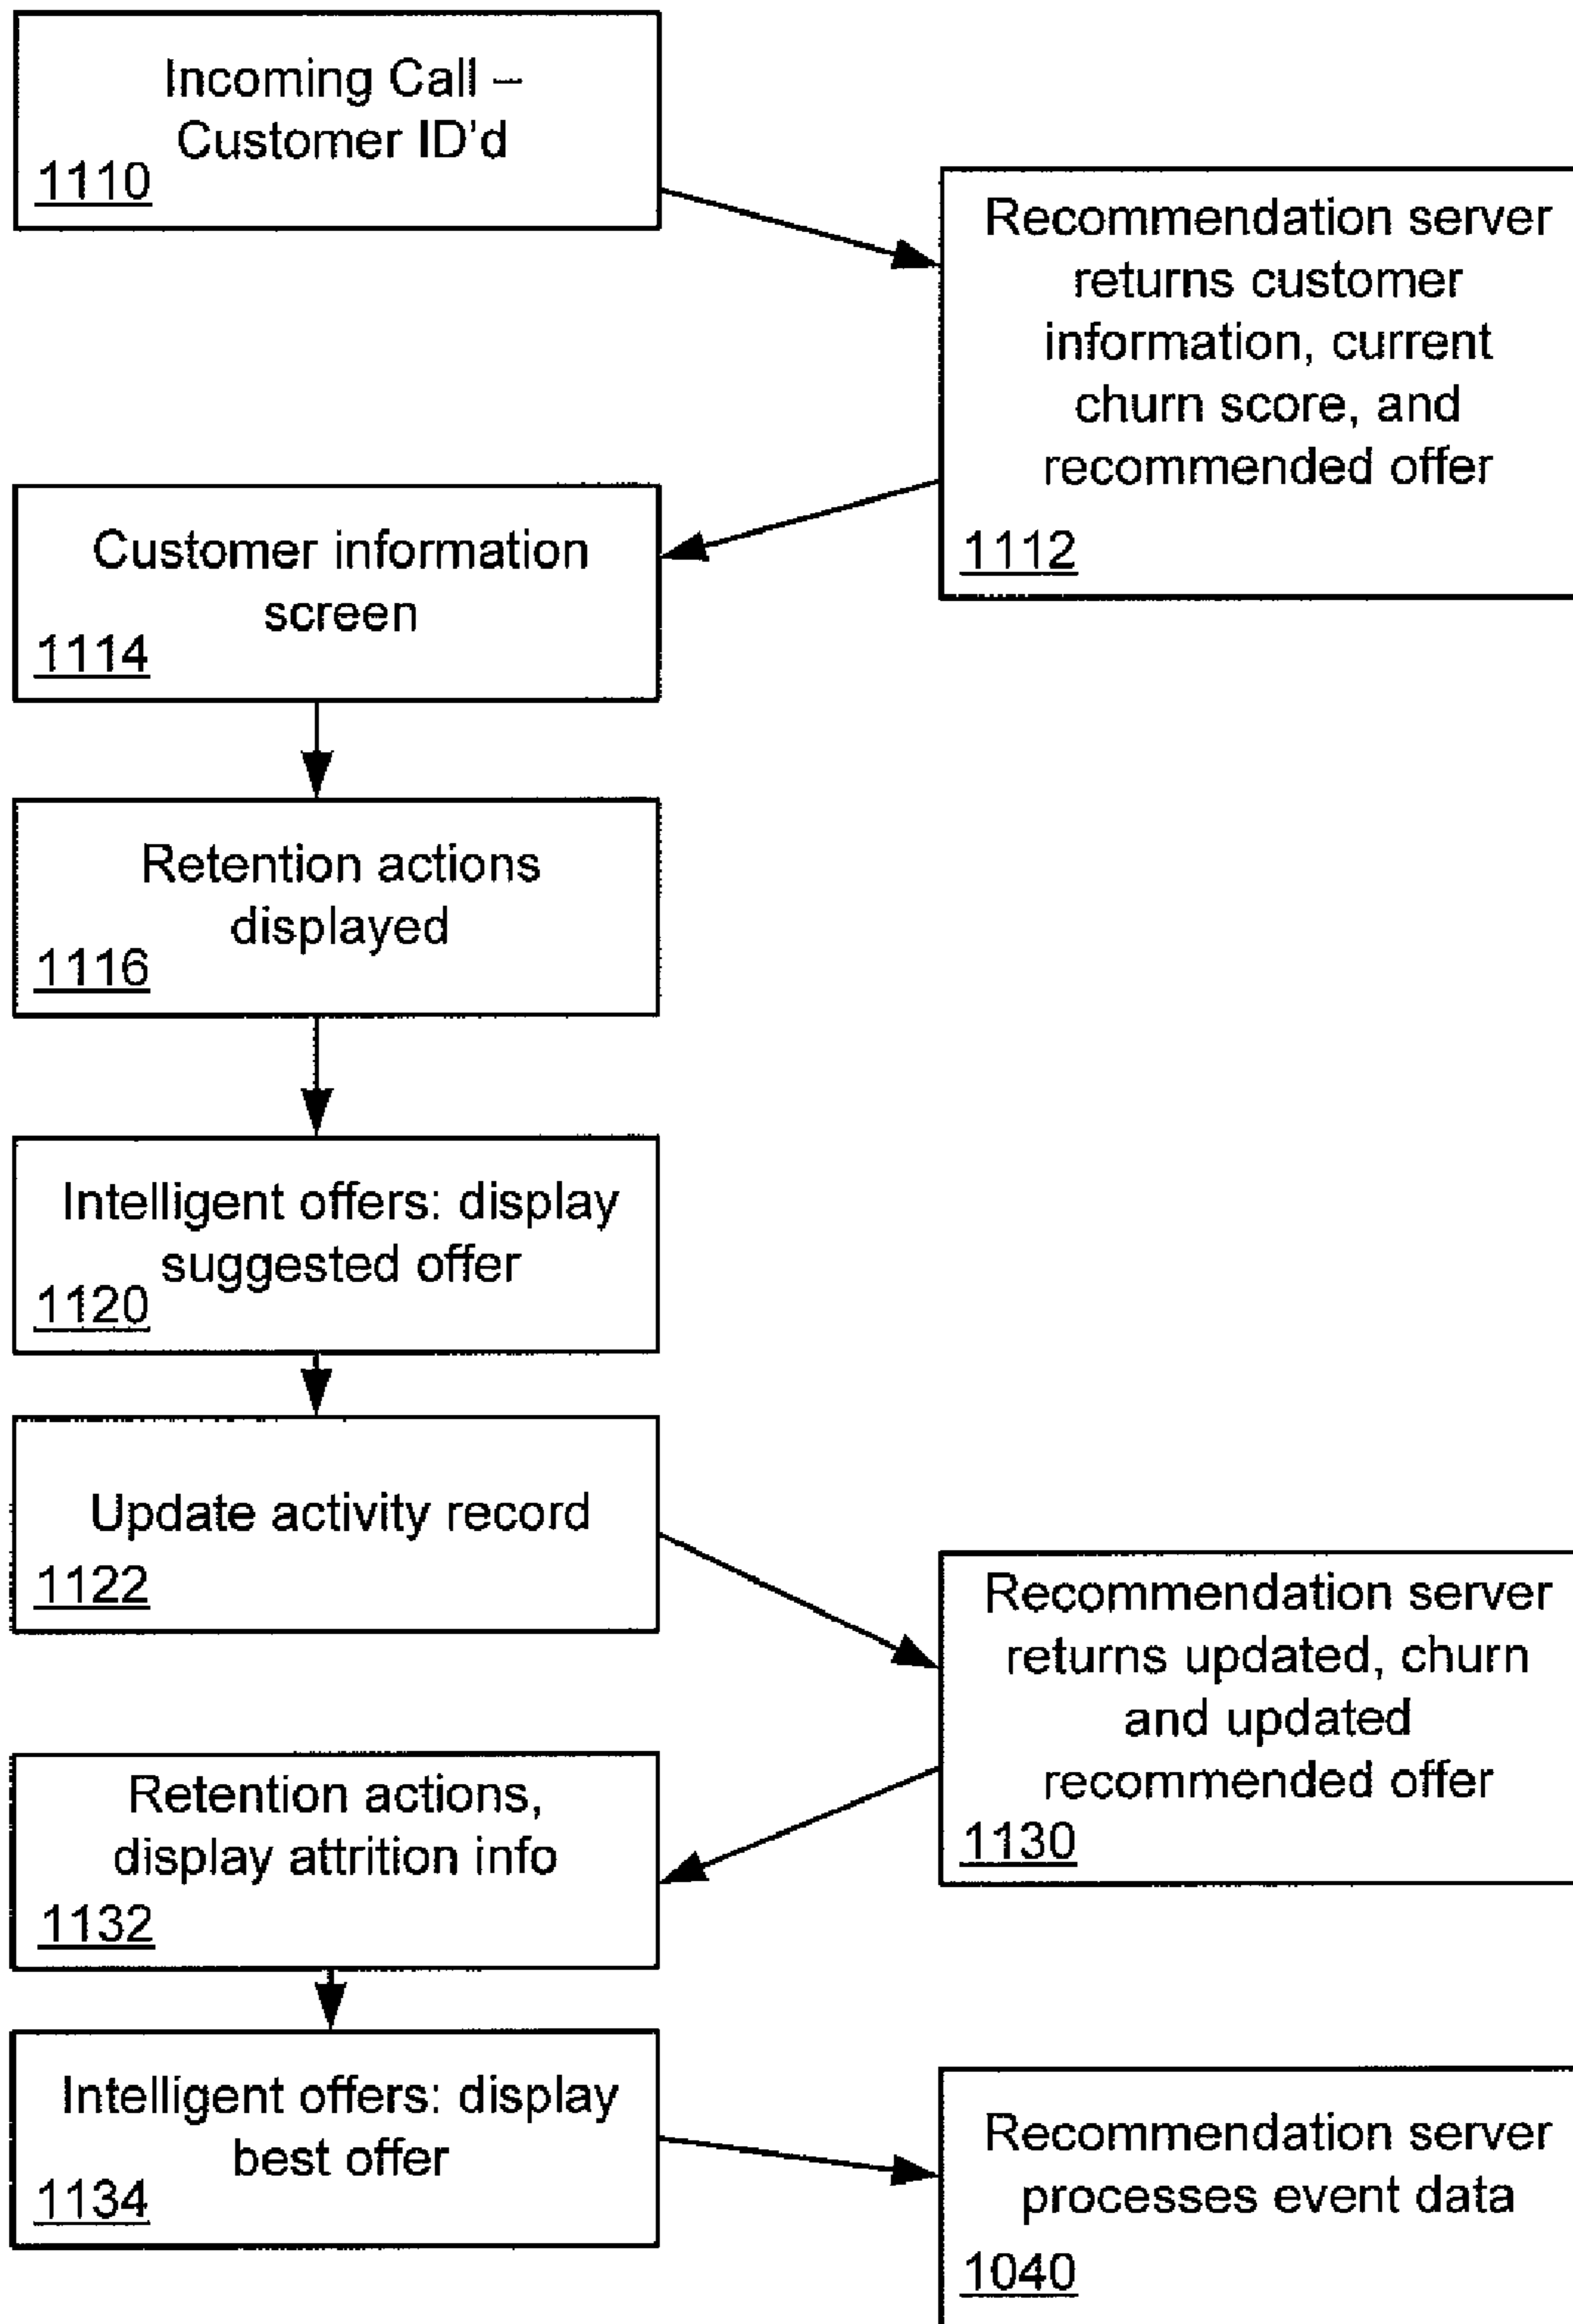 Incoming Call –
Customer ID'd
1110
Recommendation server
returns customer
information, current
churn score, and
recommended offer
1112
Customer information
screen
1114
Retention actions
displayed
1116
Intelligent offers: display
suggested offer
1120
Update activity record
1122
Recommendation server
returns updated, churn
and updated
recommended offer
1130
Retention actions,
display attrition info
1132
Intelligent offers: display
best offer
1134
Recommendation server
processes event data
1040